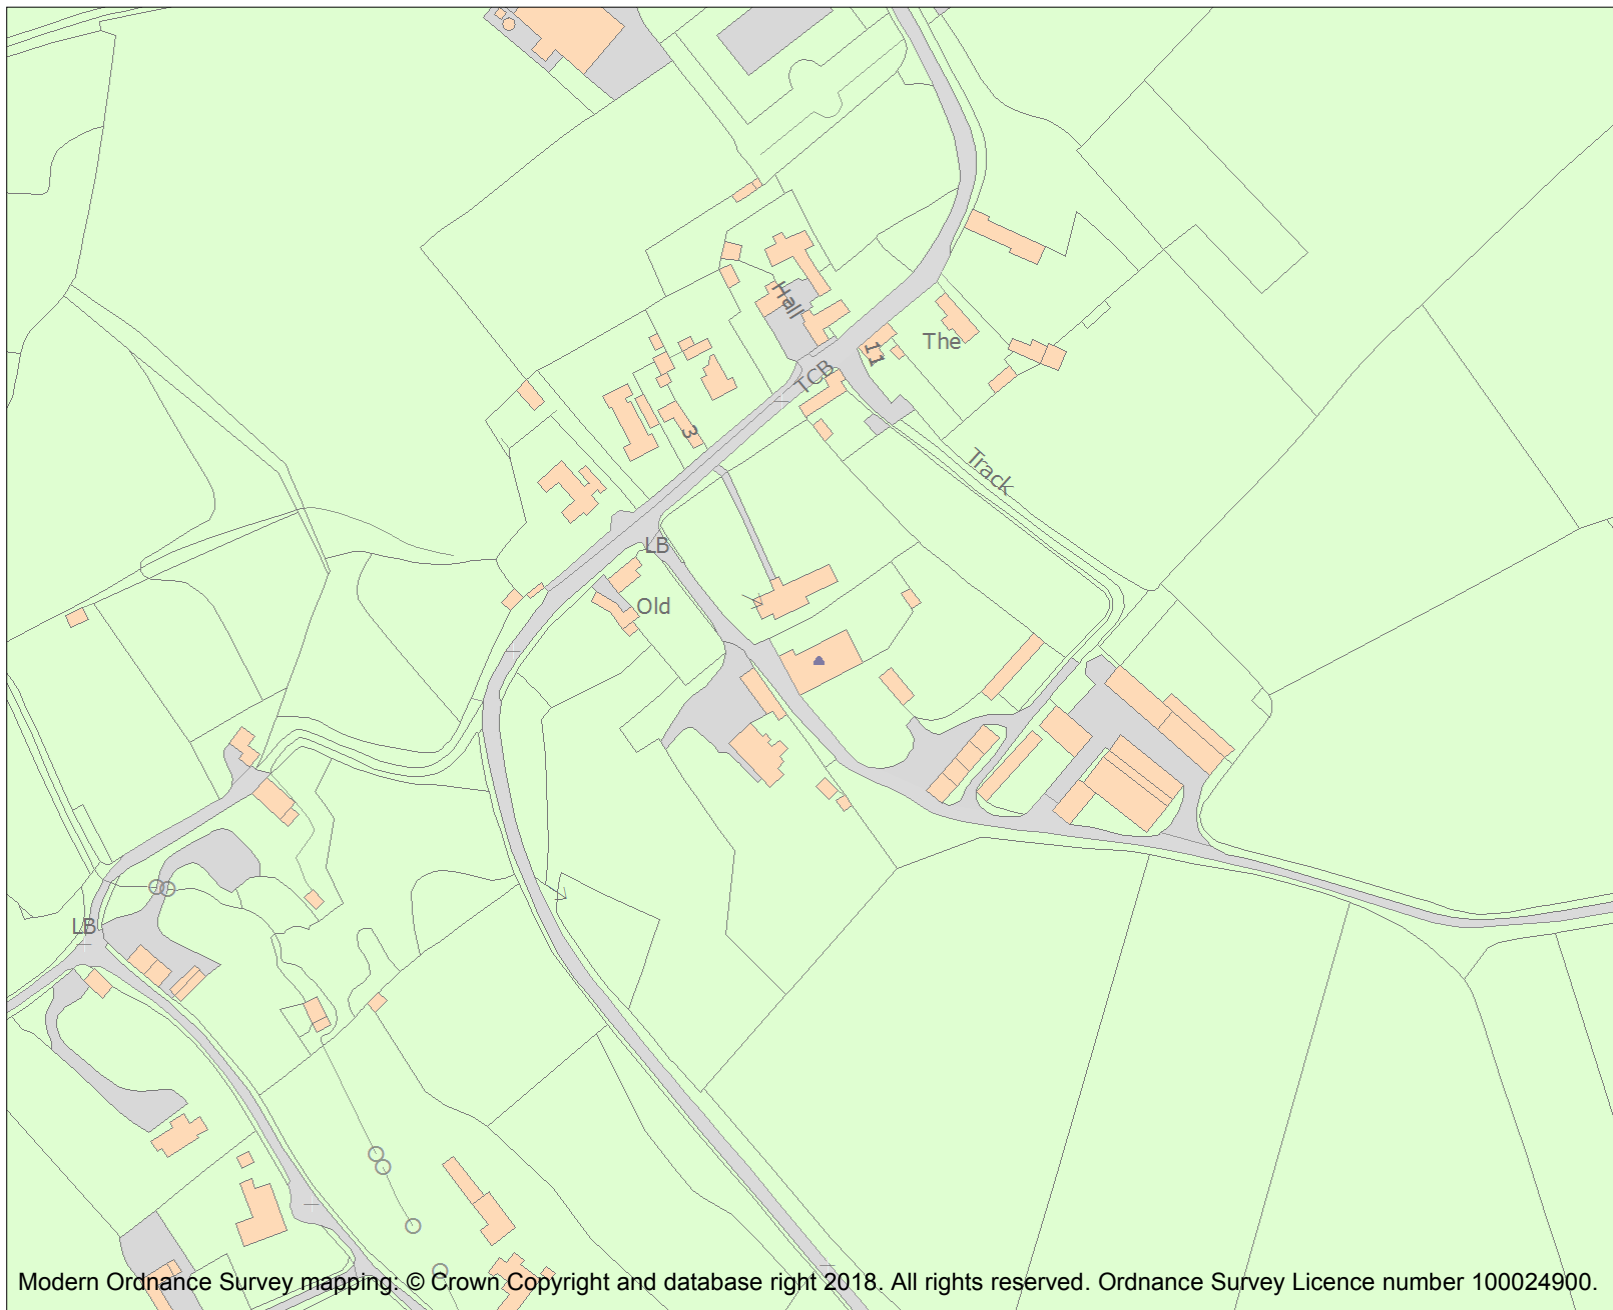 Hall
The
11
TCB
3
Track
LB
Old
LB
Modern Ordnance Survey mapping: © Crown Copyright and database right 2018. All rights reserved. Ordnance Survey Licence number 100024900.